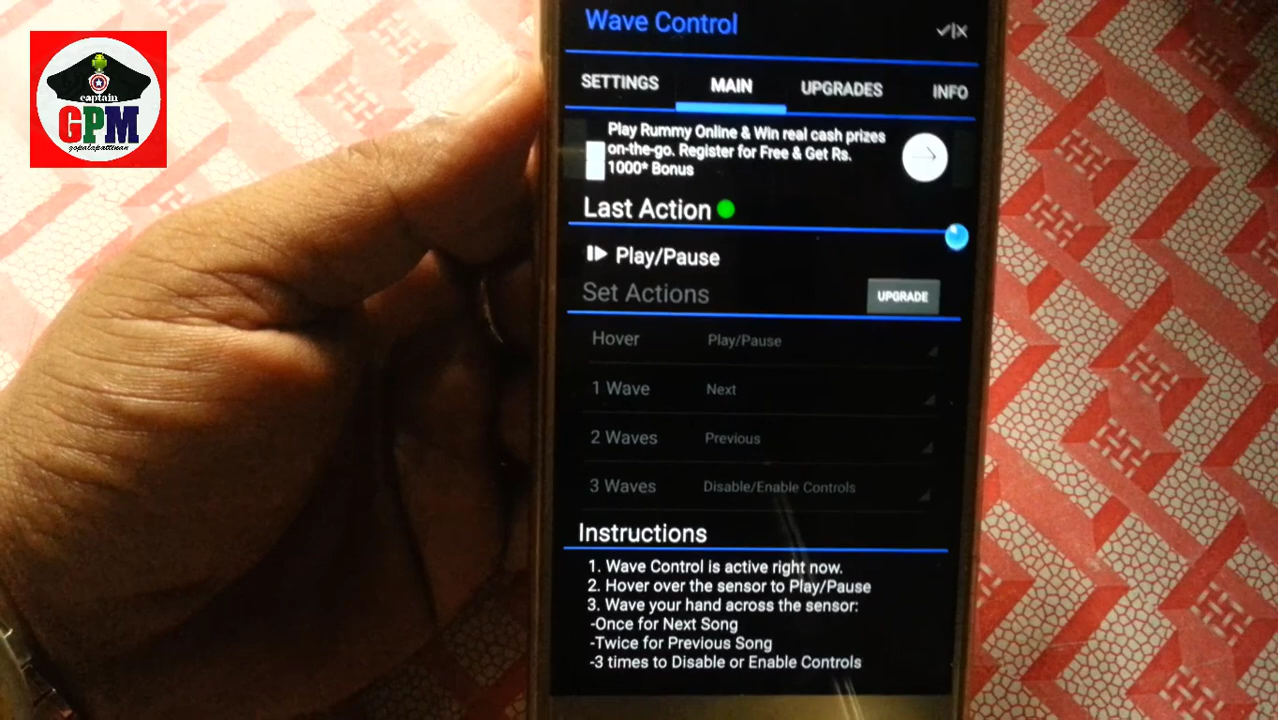 captain
GPM
gopalapattinan
Wave Control
SETTINGS MAIN UPGRADES INFO
Play Rummy Online & Win real cash prizes
on-the-go. Register for Free & Get Rs.
1000* Bonus
Last Action
Play/Pause
Set Actions UPGRADE
Hover Play/Pause
1 Wave Next
2 Waves Previous
3 Waves Disable/Enable Controls
Instructions
1. Wave Control is active right now.
2. Hover over the sensor to Play/Pause
3. Wave your hand across the sensor:
-Once for Next Song
-Twice for Previous Song
-3 times to Disable or Enable Controls